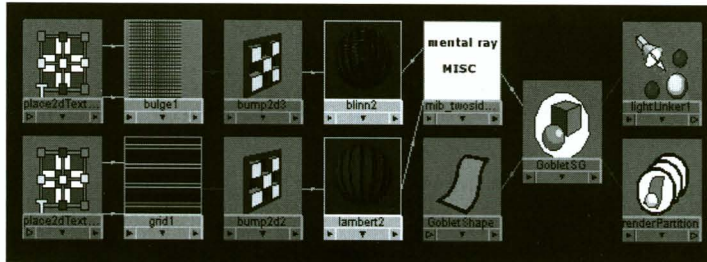 mental ray
MISC
place2dText...
bulge1
bump2d3
blinn2
mib_twosid...
lightLinker1
GobletSG
place2dText...
grid1
bump2d2
lambert2
GobletShape
renderPartition